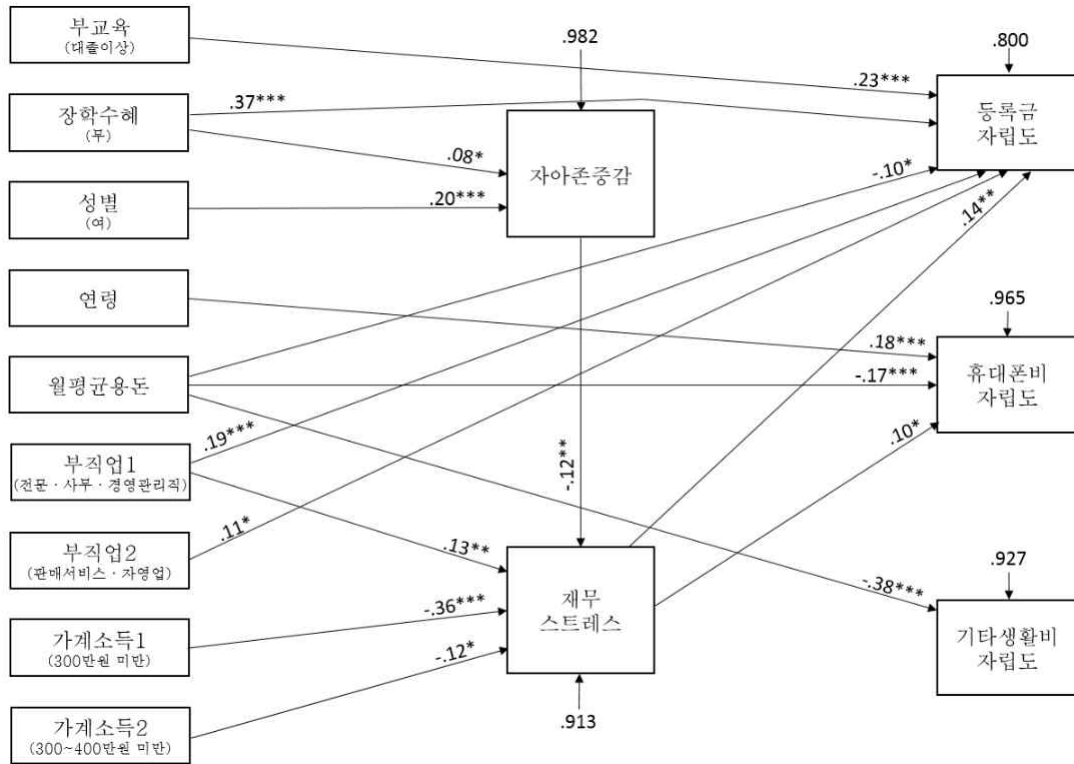 부교육
(대졸이상)
.982
.800
.23***
장학수혜
(무)
.37***
등록금
자립도
.08*
자아존중감
-.10*
성별
(여)
.20***
.14**
연령
.965
.18***
휴대폰비
자립도
월평균용돈
-.17***
.19***
.10*
부직업1
(전문·사무·경영관리직)
-.12**
.11*
부직업2
(판매서비스·자영업)
.13**
.927
재무
스트레스
-.38***
가계소득1
(300만원 미만)
-.36***
기타생활비
자립도
-.12*
가계소득2
(300~400만원 미만)
.913